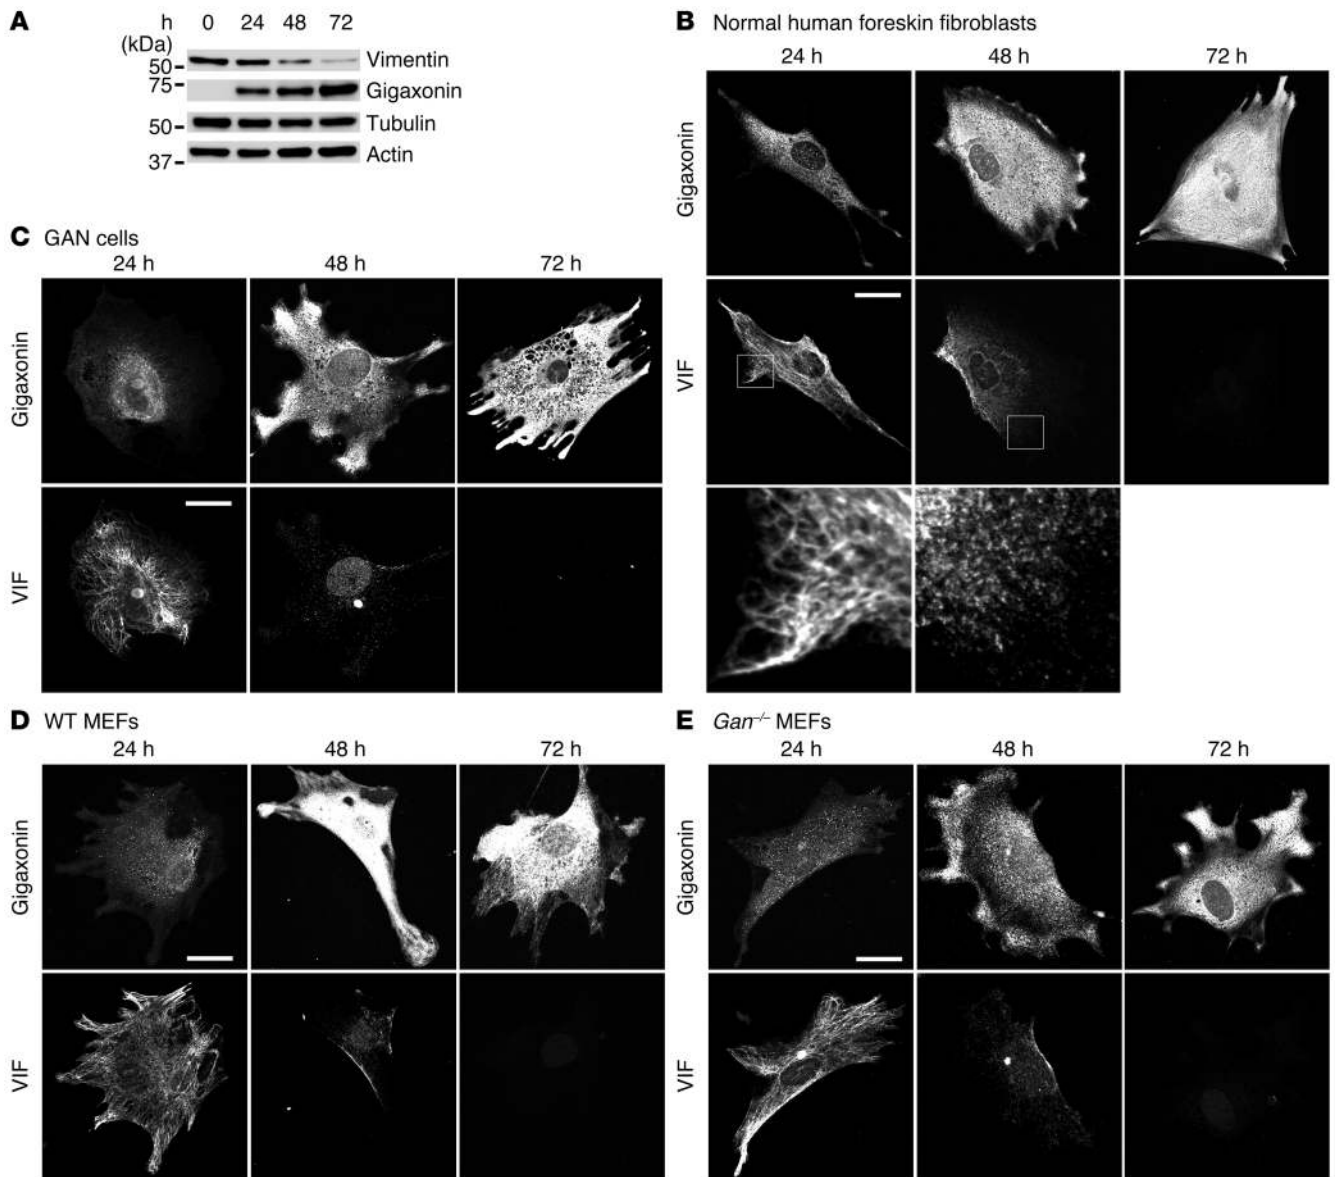 A
h 0 24 48 72
(kDa)
50 Vimentin
75 Gigaxonin
50 Tubulin
37 Actin
B Normal human foreskin fibroblasts
24 h 48 h 72 h
Gigaxonin
VIF
C GAN cells
24 h 48 h 72 h
Gigaxonin
VIF
D WT MEFs
24 h 48 h 72 h
Gigaxonin
VIF
E Gan–/– MEFs
24 h 48 h 72 h
Gigaxonin
VIF